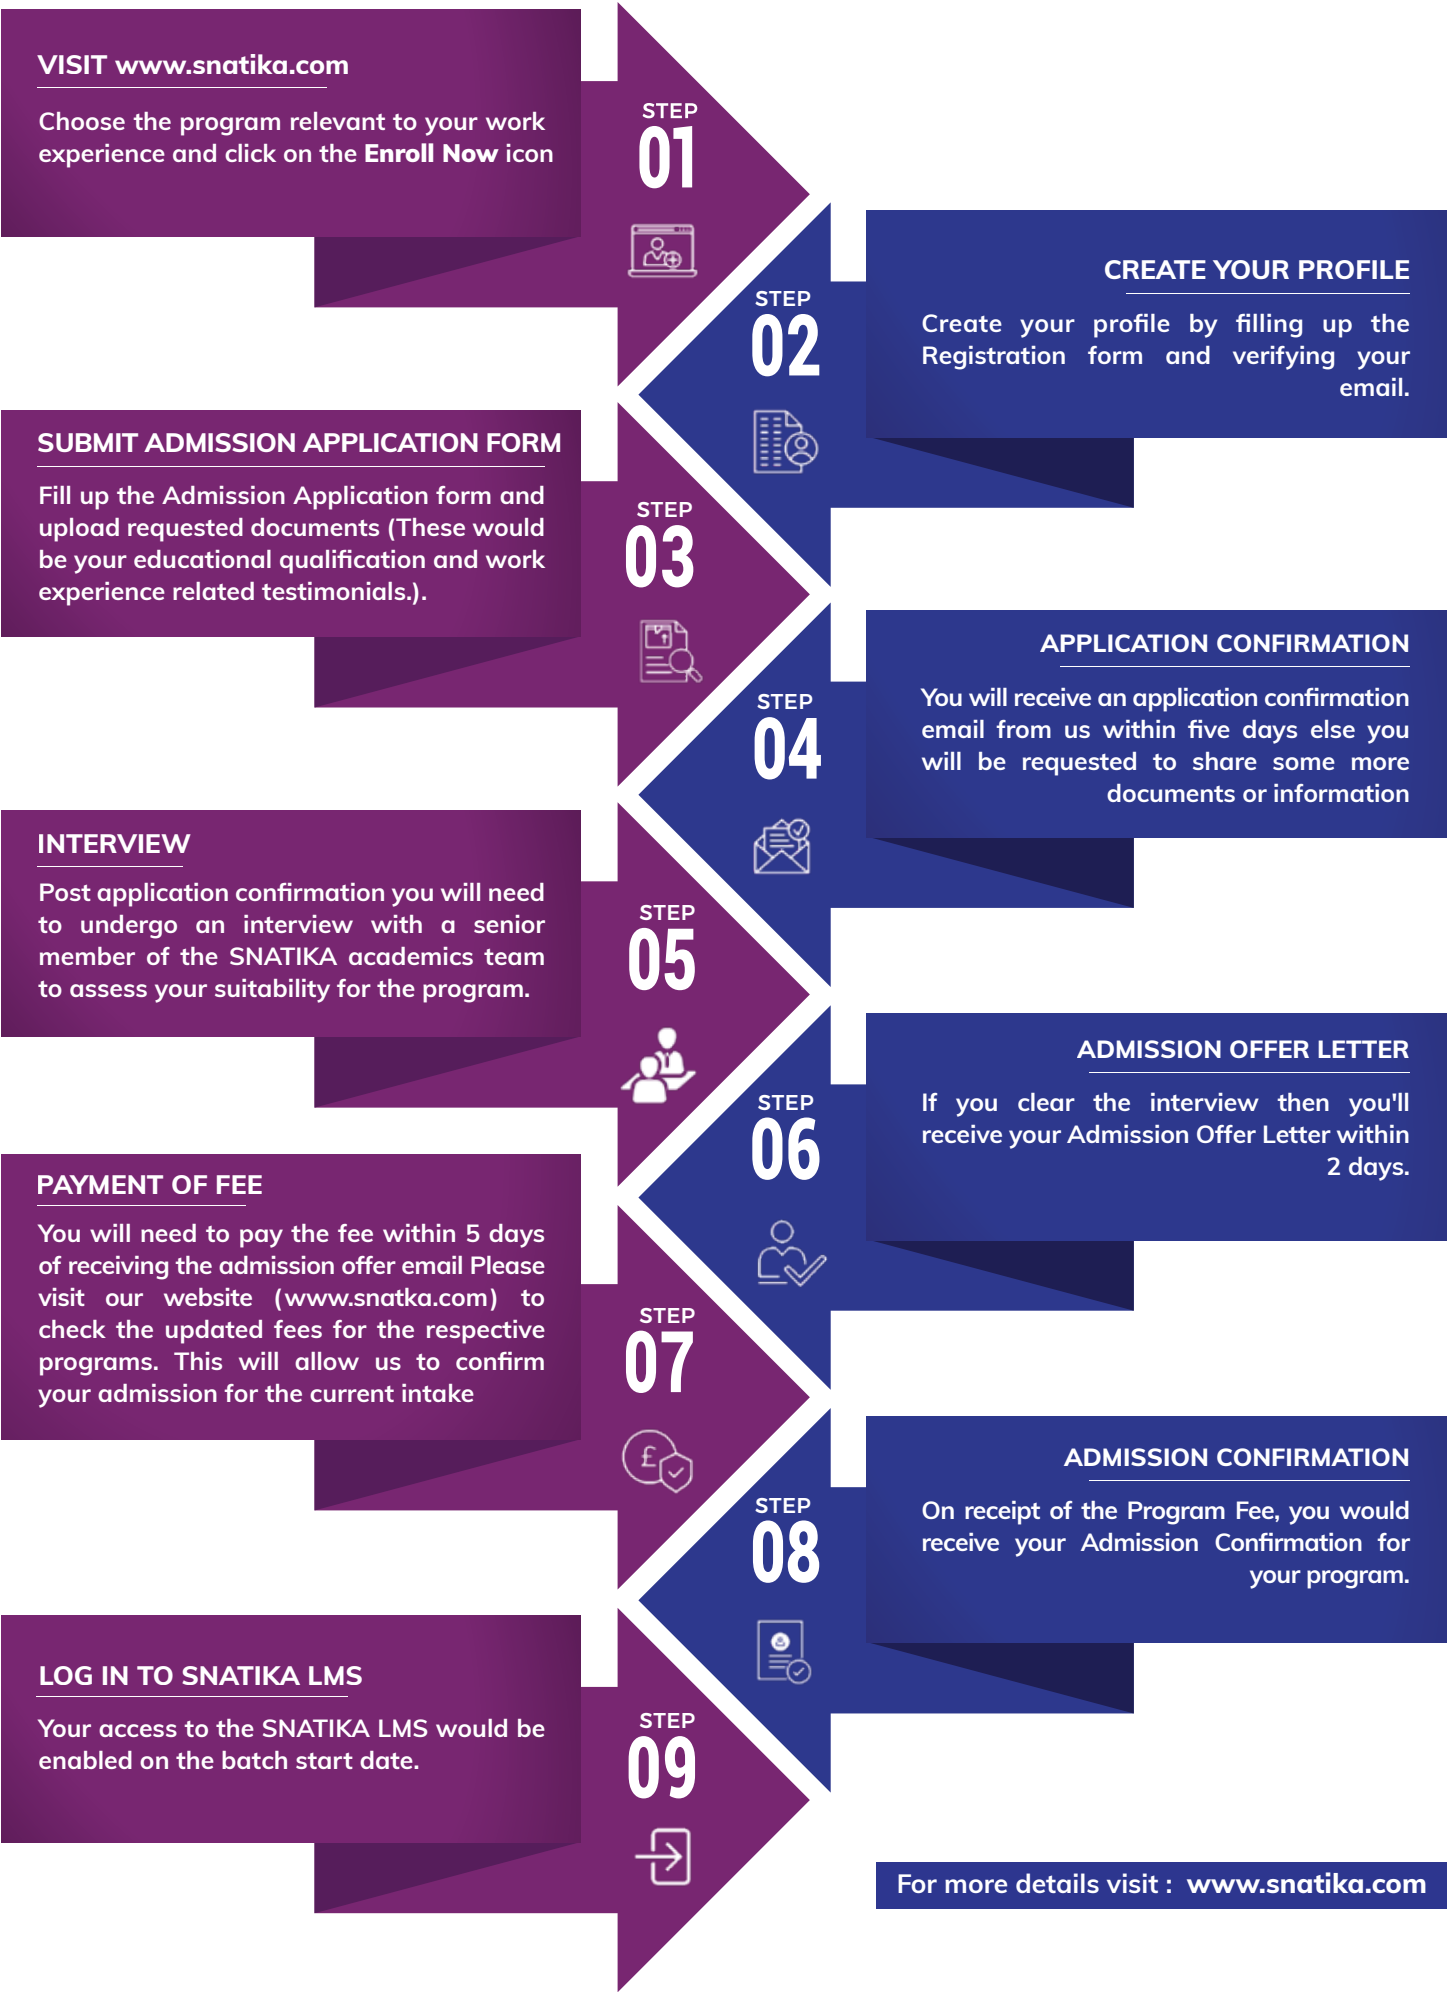 VISIT www.snatika.com
Choose the program relevant to your work
experience and click on the Enroll Now icon
STEP
01
CREATE YOUR PROFILE
Create your profile by filling up the
Registration form and verifying your
email.
STEP
02
SUBMIT ADMISSION APPLICATION FORM
Fill up the Admission Application form and
upload requested documents (These would
be your educational qualification and work
experience related testimonials.).
STEP
03
APPLICATION CONFIRMATION
You will receive an application confirmation
email from us within five days else you
will be requested to share some more
documents or information
STEP
04
INTERVIEW
Post application confirmation you will need
to undergo an interview with a senior
member of the SNATIKA academics team
to assess your suitability for the program.
STEP
05
ADMISSION OFFER LETTER
If you clear the interview then you'll
receive your Admission Offer Letter within
2 days.
STEP
06
PAYMENT OF FEE
You will need to pay the fee within 5 days
of receiving the admission offer email Please
visit our website (www.snatka.com) to
check the updated fees for the respective
programs. This will allow us to confirm
your admission for the current intake
STEP
07
£
ADMISSION CONFIRMATION
On receipt of the Program Fee, you would
receive your Admission Confirmation for
your program.
STEP
08
LOG IN TO SNATIKA LMS
Your access to the SNATIKA LMS would be
enabled on the batch start date.
STEP
09
For more details visit : www.snatika.com